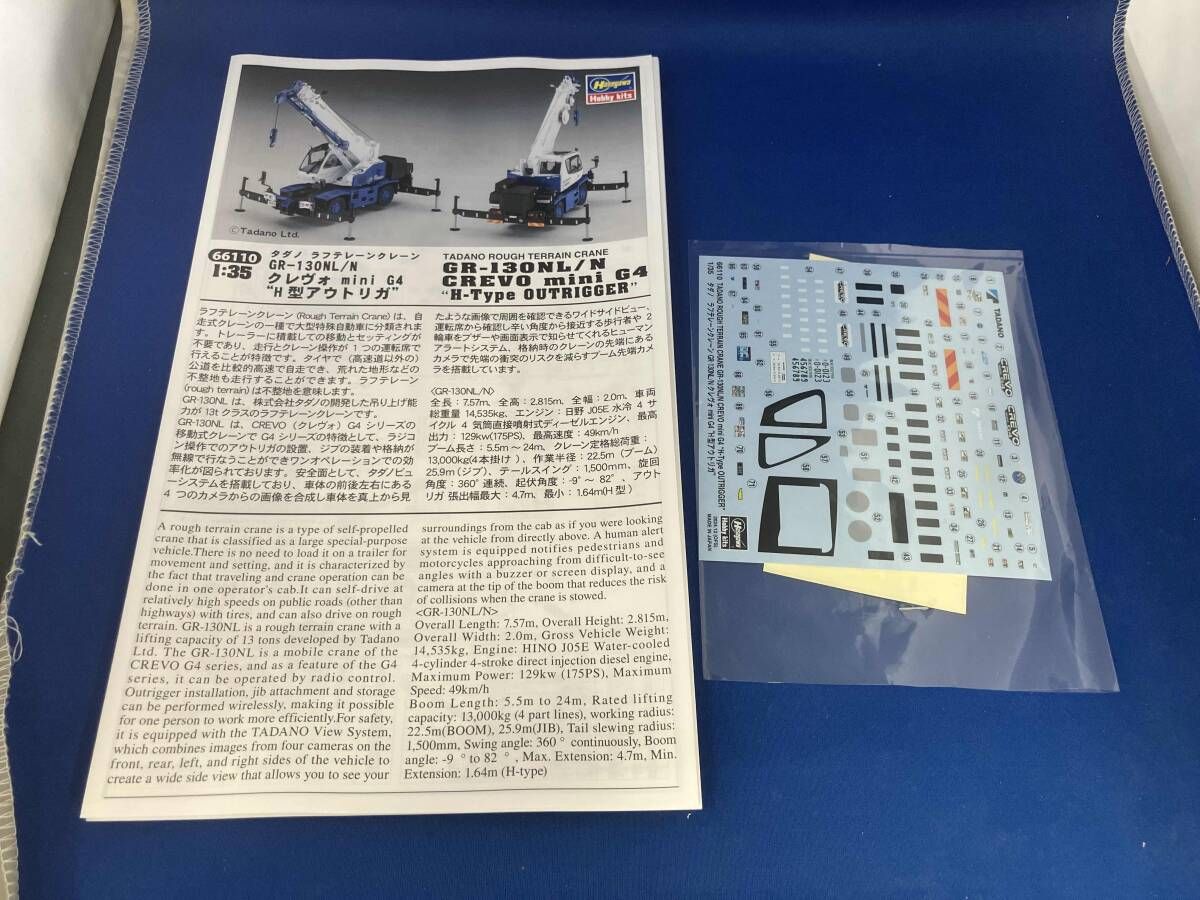 Hasegawa
Hobby kits
©Tadano Ltd.
66110
1:35
タダノ ラフテレーンクレーン
GR-130NL/N
クレヴォ mini G4
“H型アウトリガ”
TADANO ROUGH TERRAIN CRANE
GR-130NL/N
CREVO mini G4
“H-Type OUTRIGGER”
ラフテレーンクレーン (Rough Terrain Crane) は、自
走式クレーンの一種で大型特殊自動車に分類されま
す。トレーラーに積載しての移動とセッティングが
不要であり、走行とクレーン操作が 1 つの運転席で
行えることが特徴です。タイヤで (高速道以外の)
公道を比較的高速で自走でき、荒れた地形などの
不整地も走行することができます。ラフテレーン
(rough terrain) は不整地を意味します。
GR-130NL は、株式会社タダノの開発した吊り上げ能
力が 13t クラスのラフテレーンクレーンです。
GR-130NL は、CREVO (クレヴォ) G4 シリーズの
移動式クレーンで G4 シリーズの特徴として、ラジコ
ン操作でのアウトリガの設置、ジブの装着や格納が
無線で行なうことができワンオペレーションでの効
率化が図られております。安全面として、タダノビュ
ーシステムを搭載しており、車体の前後左右にある
4 つのカメラからの画像を合成し車体を真上から見
たような画像で周囲を確認できるワイドサイドビュー、
運転席から確認し辛い角度から接近する歩行者や 2
輪車をブザーや画面表示で知らせてくれるヒューマン
アラートシステム、格納時のクレーンの先端にある
カメラで先端の衝突のリスクを減らすブーム先端カメ
ラを搭載しています。
<GR-130NL/N>
全長：7.57m、全高：2.815m、全幅：2.0m、車両
総重量 14,535kg、エンジン：日野 J05E 水冷 4 サ
イクル 4 気筒直接噴射式ディーゼルエンジン、最高
出力：129kw(175PS)、最高速度：49km/h
ブーム長さ：5.5m～24m、クレーン定格総荷重：
13,000kg(4本掛け)、作業半径：22.5m (ブーム)
25.9m (ジブ)、テールスイング：1,500mm、旋回
角度：360°連続、起伏角度：-9°～ 82°、アウト
リガ 張出幅最大：4.7m、最小：1.64m(H 型)
A rough terrain crane is a type of self-propelled
crane that is classified as a large special-purpose
vehicle.There is no need to load it on a trailer for
movement and setting, and it is characterized by
the fact that traveling and crane operation can be
done in one operator's cab.It can self-drive at
relatively high speeds on public roads (other than
highways) with tires, and can also drive on rough
terrain. GR-130NL is a rough terrain crane with a
lifting capacity of 13 tons developed by Tadano
Ltd. The GR-130NL is a mobile crane of the
CREVO G4 series, and as a feature of the G4
series, it can be operated by radio control.
Outrigger installation, jib attachment and storage
can be performed wirelessly, making it possible
for one person to work more efficiently.For safety,
it is equipped with the TADANO View System,
which combines images from four cameras on the
front, rear, left, and right sides of the vehicle to
create a wide side view that allows you to see your
surroundings from the cab as if you were looking
at the vehicle from directly above. A human alert
system is equipped notifies pedestrians and
motorcycles approaching from difficult-to-see
angles with a buzzer or screen display, and a
camera at the tip of the boom that reduces the risk
of collisions when the crane is stowed.
<GR-130NL/N>
Overall Length: 7.57m, Overall Height: 2.815m,
Overall Width: 2.0m, Gross Vehicle Weight:
14,535kg, Engine: HINO J05E Water-cooled
4-cylinder 4-stroke direct injection diesel engine,
Maximum Power: 129kw (175PS), Maximum
Speed: 49km/h
Boom Length: 5.5m to 24m, Rated lifting
capacity: 13,000kg (4 part lines), working radius:
22.5m(BOOM), 25.9m(JIB), Tail slewing radius:
1,500mm, Swing angle: 360° continuously, Boom
angle: -9 ° to 82 °, Max. Extension: 4.7m, Min.
Extension: 1.64m (H-type)
66110 TADANO ROUGH TERRAIN CRANE GR-130NL/N CREVO mini G4 “H-Type OUTRIGGER”
1/35 タダノ ラフテレーンクレーン GR-130NL/N クレヴォ mini G4 “H型アウトリガ”
TADANO
CREVO
CREVO
Hasegawa
Hobby kits
MADE IN JAPAN